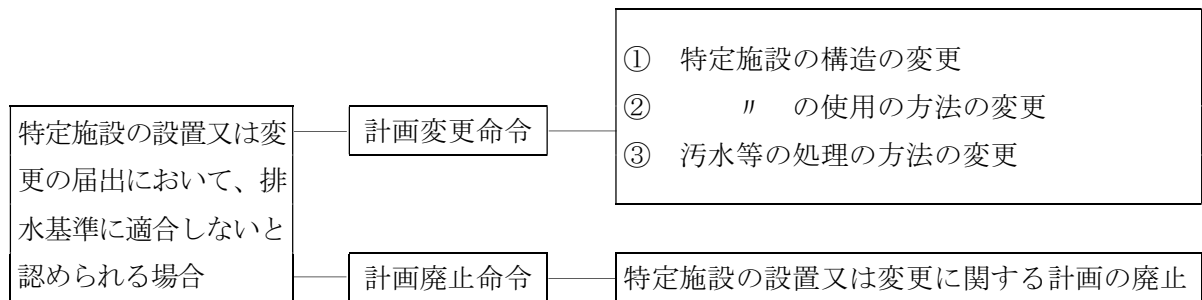 特定施設の設置又は変
更の届出において、排
水基準に適合しないと
認められる場合
計画変更命令
① 特定施設の構造の変更
② 〃 の使用の方法の変更
③ 汚水等の処理の方法の変更
計画廃止命令
特定施設の設置又は変更に関する計画の廃止